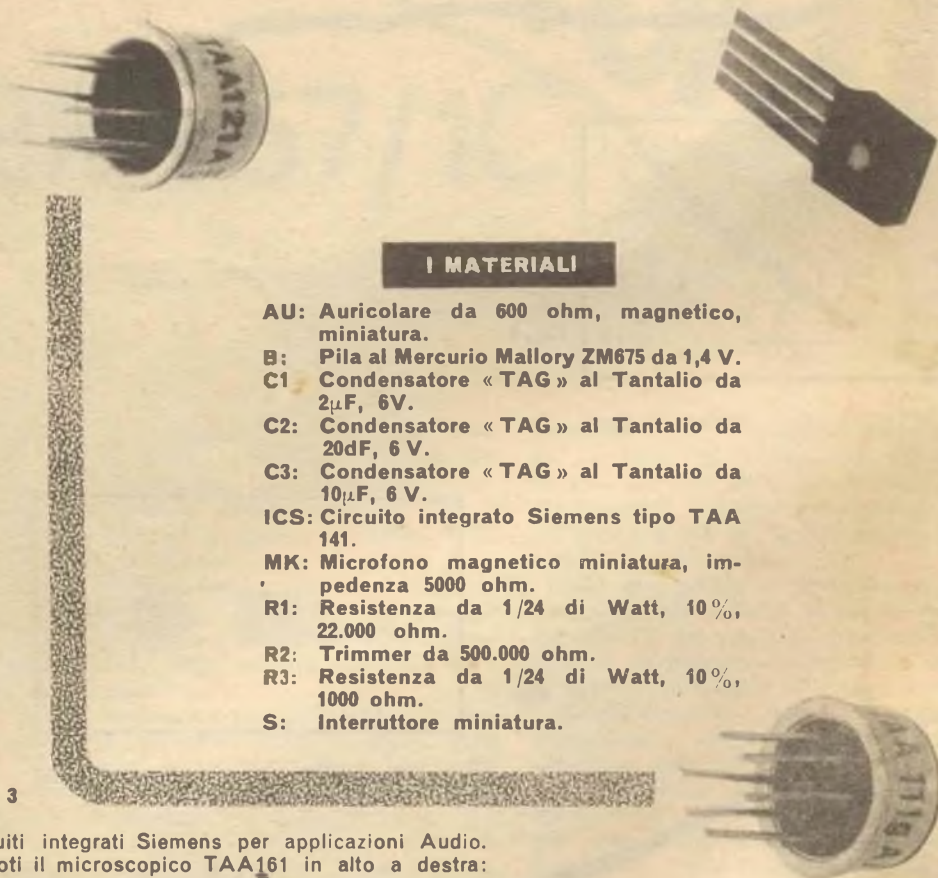 TAA121A
I MATERIALI
AU: Auricolare da 600 ohm, magnetico,
miniatura.
B: Pila al Mercurio Mallory ZM675 da 1,4 V.
C1 Condensatore « TAG » al Tantalio da
2µF, 6V.
C2: Condensatore « TAG » al Tantalio da
20dF, 6 V.
C3: Condensatore « TAG » al Tantalio da
10µF, 6 V.
ICS: Circuito integrato Siemens tipo TAA
141.
MK: Microfono magnetico miniatura, im-
pedenza 5000 ohm.
R1: Resistenza da 1/24 di Watt, 10%,
22.000 ohm.
R2: Trimmer da 500.000 ohm.
R3: Resistenza da 1/24 di Watt, 10%,
1000 ohm.
S: Interruttore miniatura.
3
uiti integrati Siemens per applicazioni Audio.
oti il microscopico TAA161 in alto a destra: